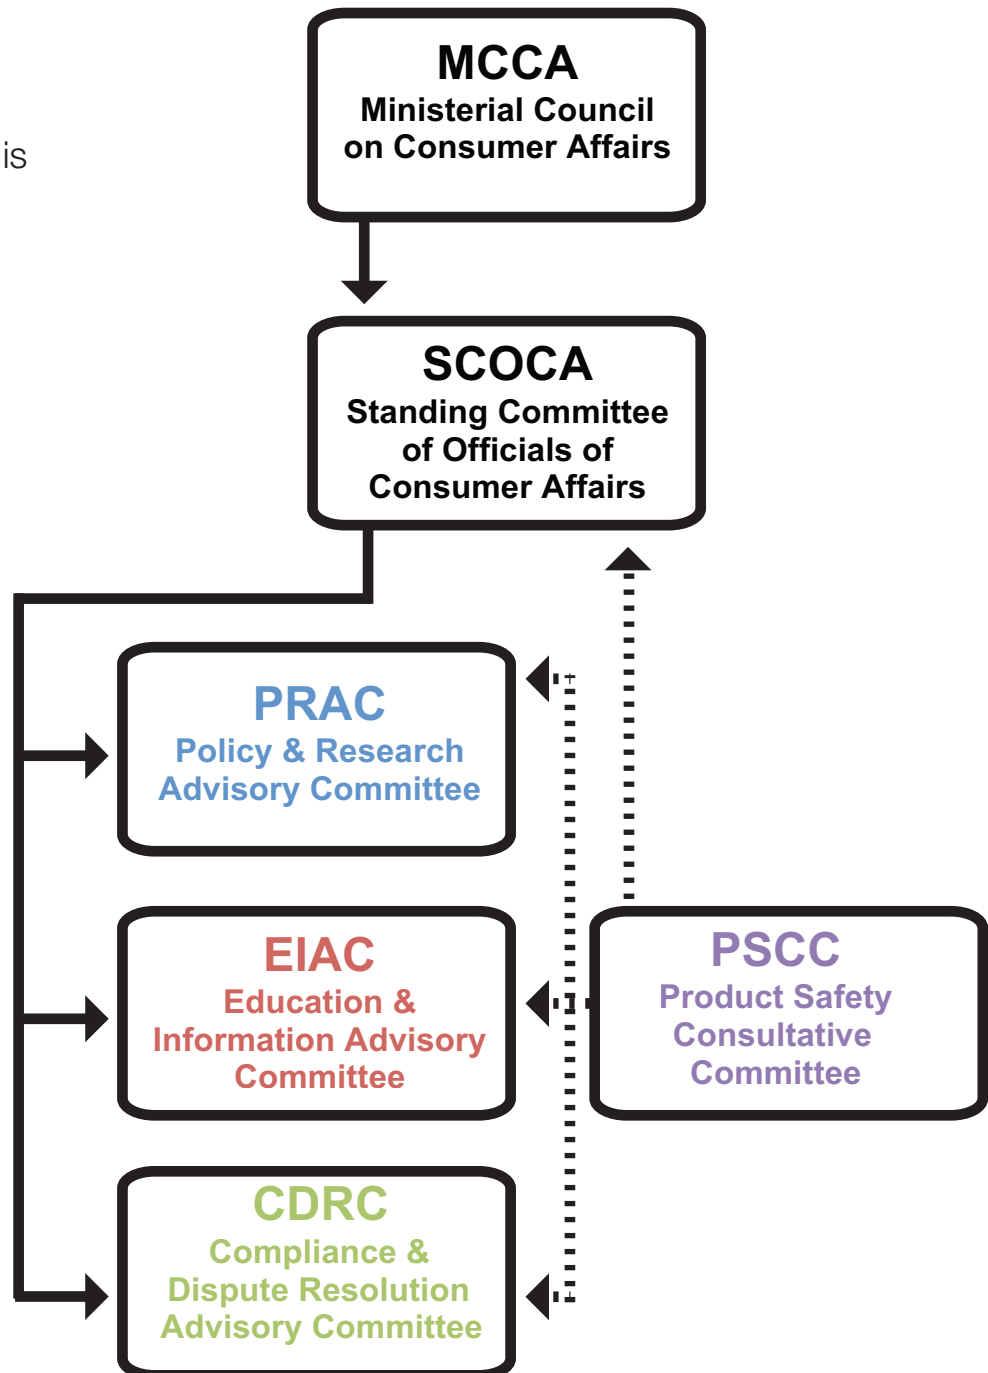 MCCA
Ministerial Council
on Consumer Affairs
is
SCOCA
Standing Committee
of Officials of
Consumer Affairs
PRAC
Policy & Research
Advisory Committee
EIAC
Education &
Information Advisory
Committee
PSCC
Product Safety
Consultative
Committee
CDRC
Compliance &
Dispute Resolution
Advisory Committee